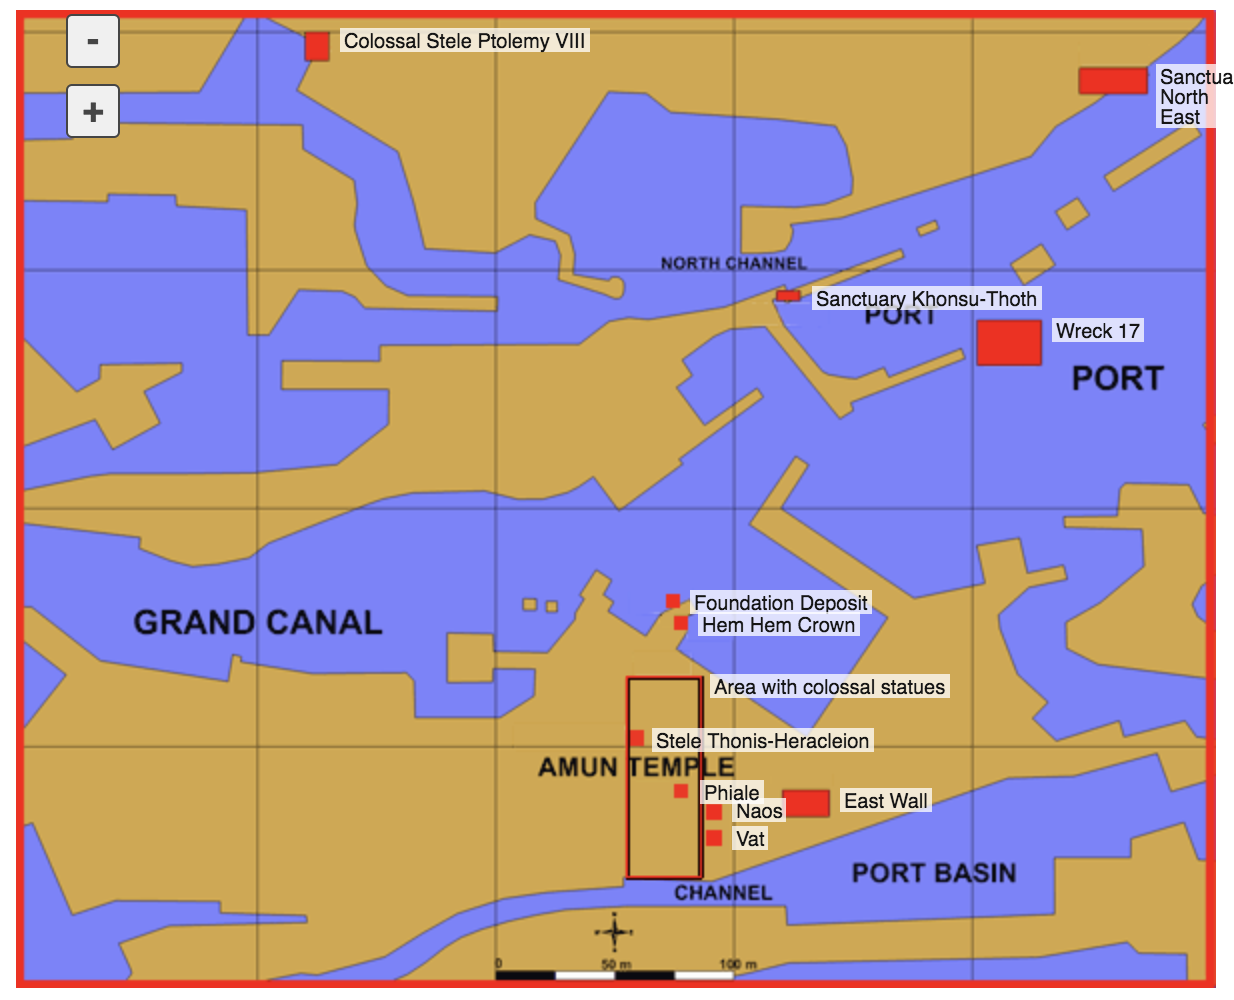 -
Colossal Stele Ptolemy VIII
Sanctua
North
East
+
NORTH CHANNEL
Sanctuary Khonsu-Thoth
PORT
Wreck 17
PORT
Foundation Deposit
GRAND CANAL
Hem Hem Crown
Area with colossal statues
Stele Thonis-Heracleion
AMUN TEMPLE
Phiale
East Wall
Naos
Vat
PORT BASIN
CHANNEL
0 50 m 100 m